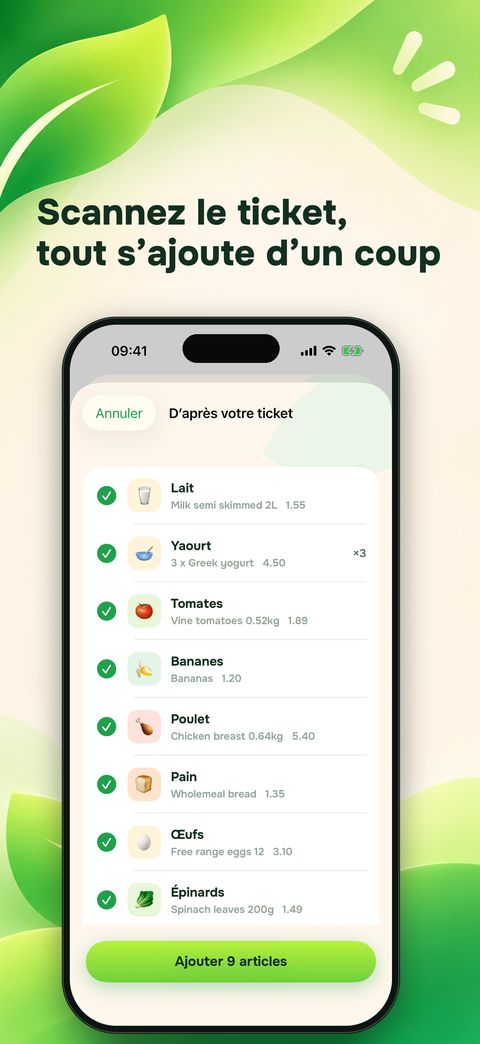 Scannez le ticket,
tout s’ajoute d’un coup
09:41
Annuler
D’après votre ticket
Lait
Milk semi skimmed 2L 1.55
Yaourt
3 x Greek yogurt 4.50
×3
Tomates
Vine tomatoes 0.52kg 1.89
Bananes
Bananas 1.20
Poulet
Chicken breast 0.64kg 5.40
Pain
Wholemeal bread 1.35
Œufs
Free range eggs 12 3.10
Épinards
Spinach leaves 200g 1.49
Ajouter 9 articles